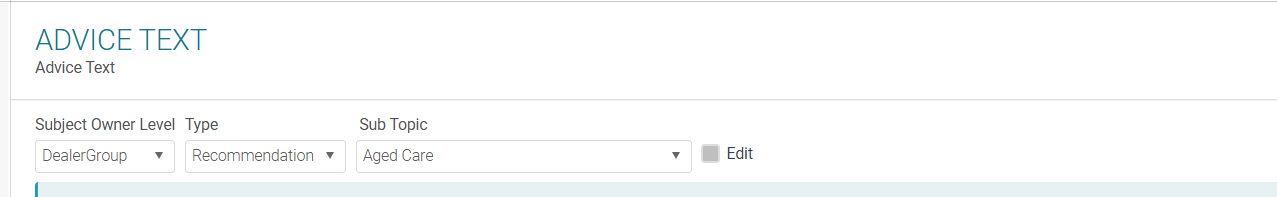 ADVICE TEXT
Advice Text
Subject Owner Level Type Sub Topic
DealerGroup Recommendation Aged Care Edit